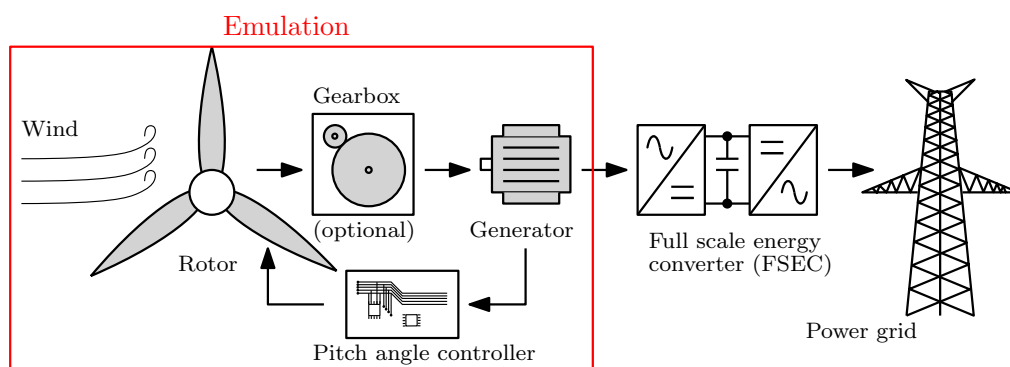 Emulation
Wind
Gearbox
(optional)
Rotor
Generator
Pitch angle controller
Full scale energy
converter (FSEC)
Power grid